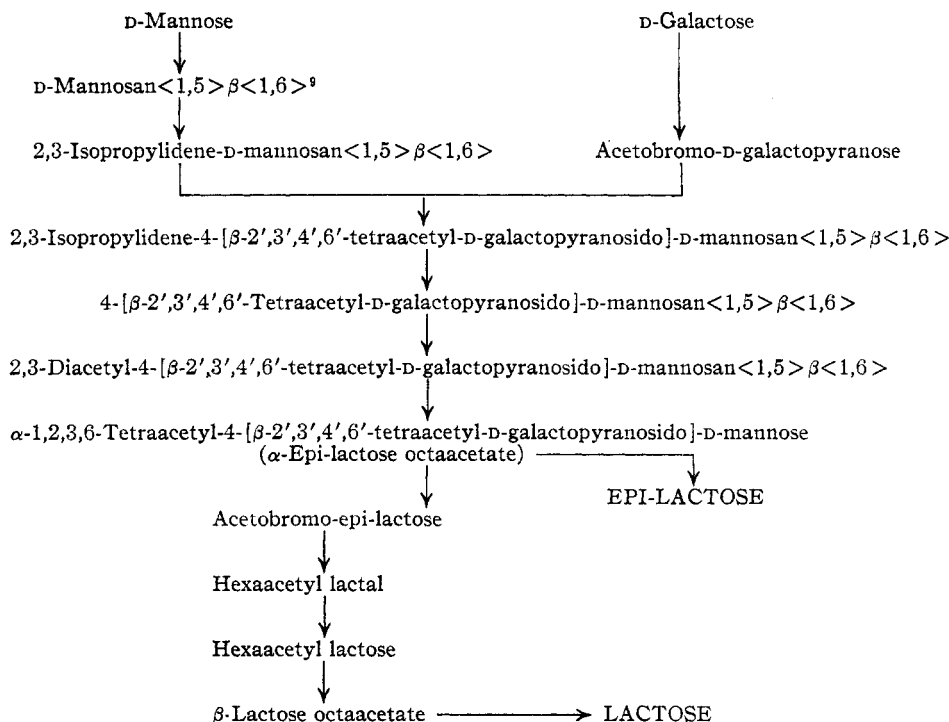 D-Mannose
D-Galactose
D-Mannosan<1,5>β<1,6>⁹
2,3-Isopropylidene-D-mannosan<1,5>β<1,6>
Acetobromo-D-galactopyranose
2,3-Isopropylidene-4-[β-2′,3′,4′,6′-tetraacetyl-D-galactopyranosido]-D-mannosan<1,5>β<1,6>
4-[β-2′,3′,4′,6′-Tetraacetyl-D-galactopyranosido]-D-mannosan<1,5>β<1,6>
2,3-Diacetyl-4-[β-2′,3′,4′,6′-tetraacetyl-D-galactopyranosido]-D-mannosan<1,5>β<1,6>
α-1,2,3,6-Tetraacetyl-4-[β-2′,3′,4′,6′-tetraacetyl-D-galactopyranosido]-D-mannose
(α-Epi-lactose octaacetate)
EPI-LACTOSE
Acetobromo-epi-lactose
Hexaacetyl lactal
Hexaacetyl lactose
β-Lactose octaacetate
LACTOSE